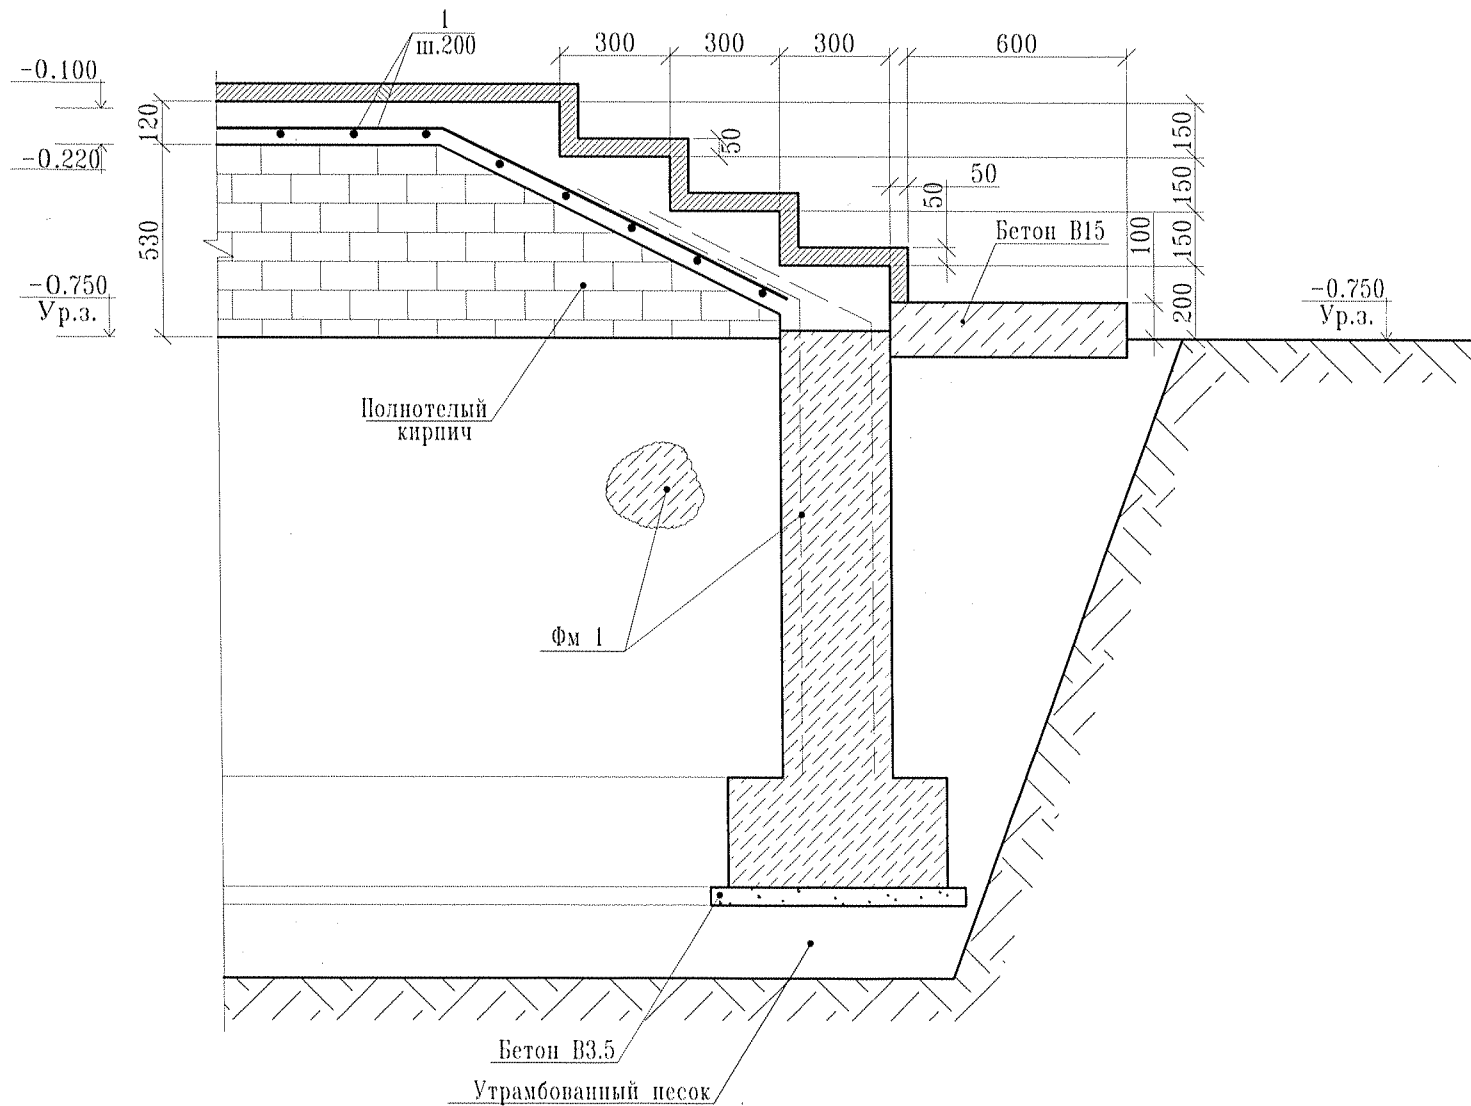 1
ш.200
300
300
300
600
-0.100
120
-0.220
530
-0.750
Ур.з.
50
50
50
150
150
150
200
100
Бетон В15
-0.750
Ур.з.
Полнотелый
кирпич
Фм 1
Бетон В3.5
Утрамбованный песок